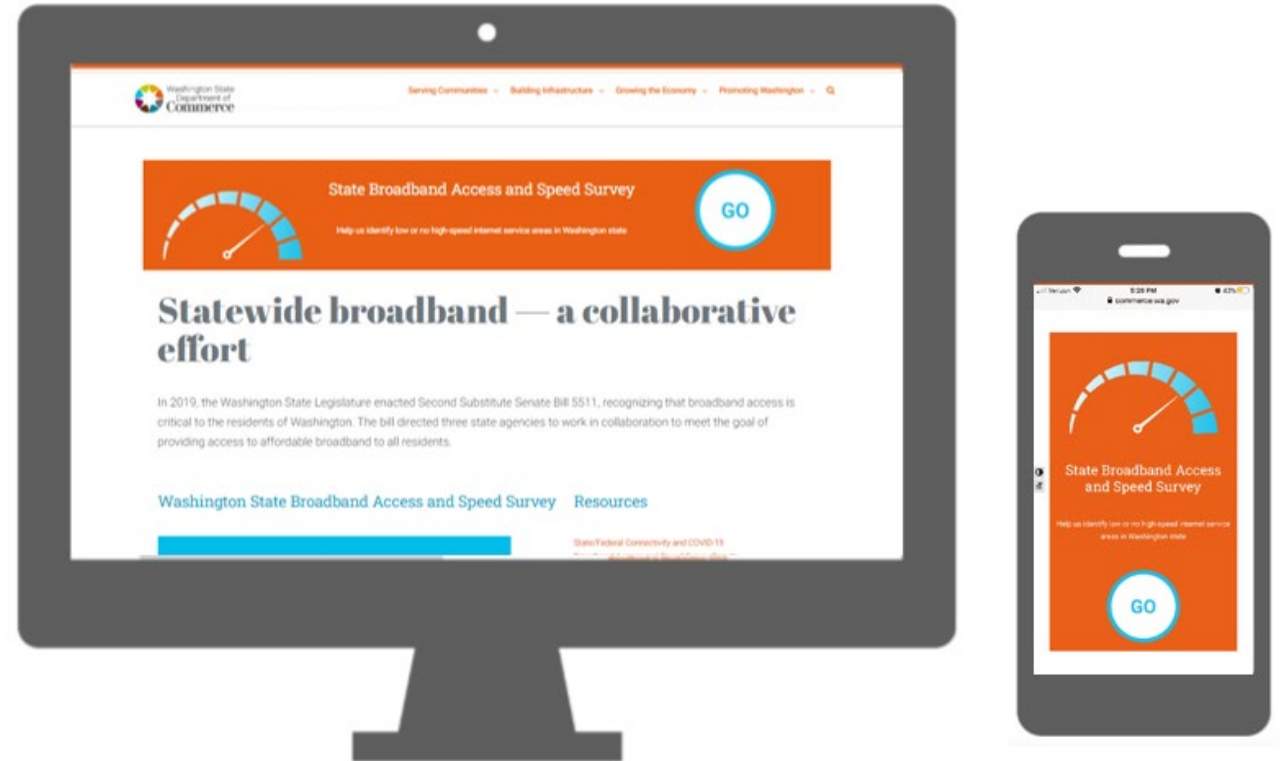 Washington State
Department of
Commerce
Serving Communities Building Infrastructure Growing the Economy Promoting Washington
State Broadband Access and Speed Survey
GO
Help us identify low or no high-speed internet service areas in Washington state
Statewide broadband — a collaborative
effort
In 2019, the Washington State Legislature enacted Second Substitute Senate Bill 5511, recognizing that broadband access is
critical to the residents of Washington. The bill directed three state agencies to work in collaboration to meet the goal of
providing access to affordable broadband to all residents.
Washington State Broadband Access and Speed Survey Resources
State/Federal Connectivity and COVID-19
Verizon 5:26 PM 43%
commerce.wa.gov
State Broadband Access
and Speed Survey
Help us identify low or no high-speed internet service
areas in Washington state
GO